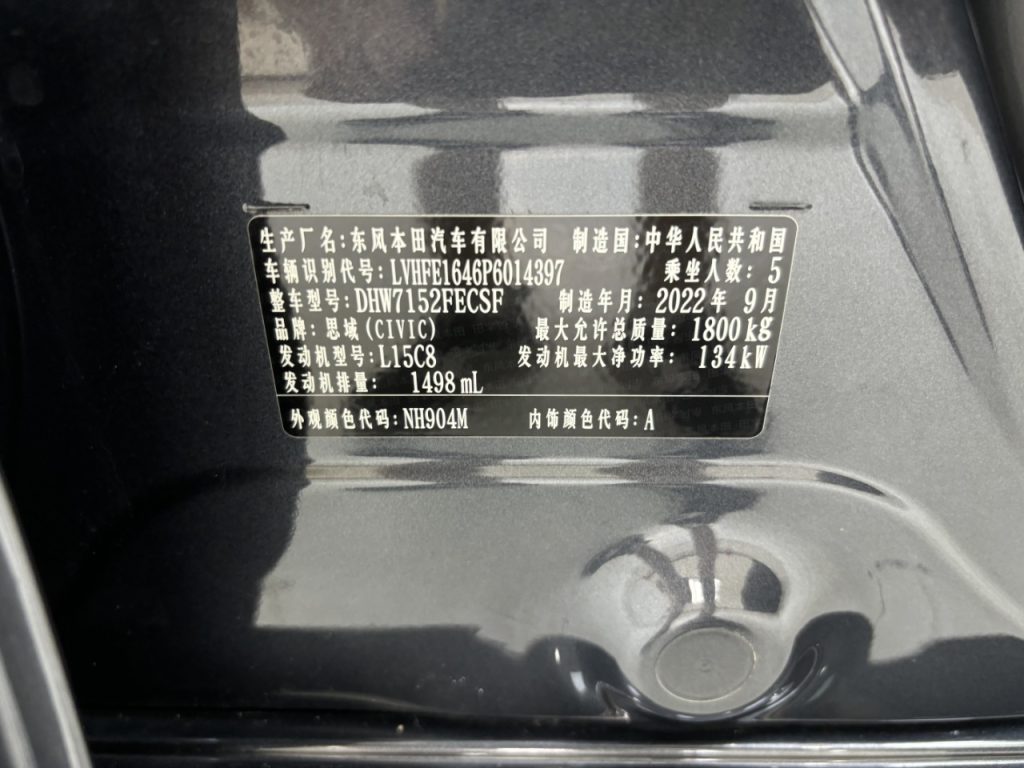 生产厂名：东风本田汽车有限公司 制造国：中华人民共和国
车辆识别代号：LVHFE1646P6014397 乘坐人数：5
整车型号：DHW7152FECSF 制造年月：2022年 9月
品牌：思域(CIVIC) 最大允许总质量：1800kg
发动机型号：L15C8 发动机最大净功率：134kW
发动机排量： 1498mL
外观颜色代码：NH904M 内饰颜色代码：A